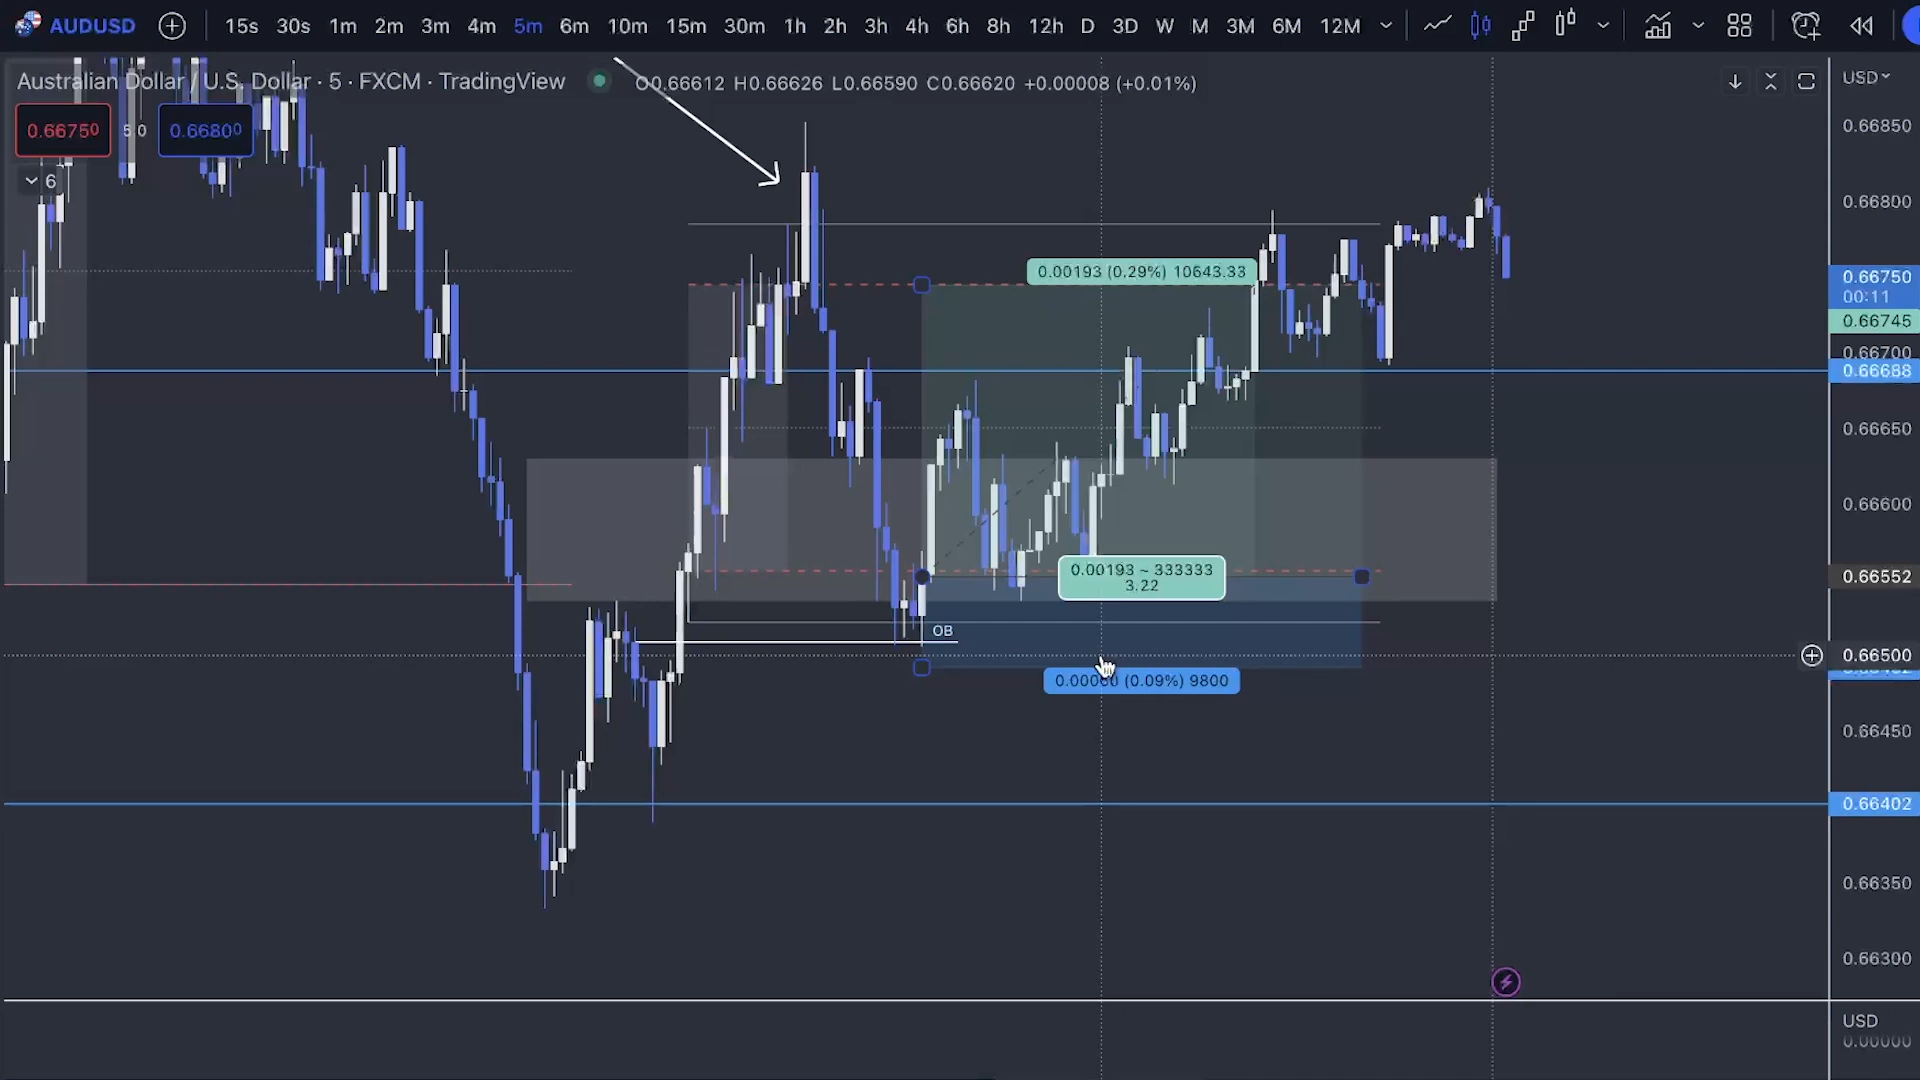 AUDUSD 15s 30s 1m 2m 3m 4m 5m 6m 10m 15m 30m 1h 2h 3h 4h 6h 8h 12h D 3D W M 3M 6M 12M
Australian Dollar / U.S. Dollar · 5 · FXCM · TradingView O0.66612 H0.66626 L0.66590 C0.66620 +0.00008 (+0.01%)
USD
0.66750 5.0 0.66800
6
0.66850
0.66800
0.00193 (0.29%) 10643.33
0.66750
00:11
0.66745
0.66700
0.66688
0.66650
0.66600
0.00193 ~ 333333
3.22
0.66552
OB
0.66500
(0.09%) 9800
0.66450
0.66402
0.66350
0.66300
USD
0.00000